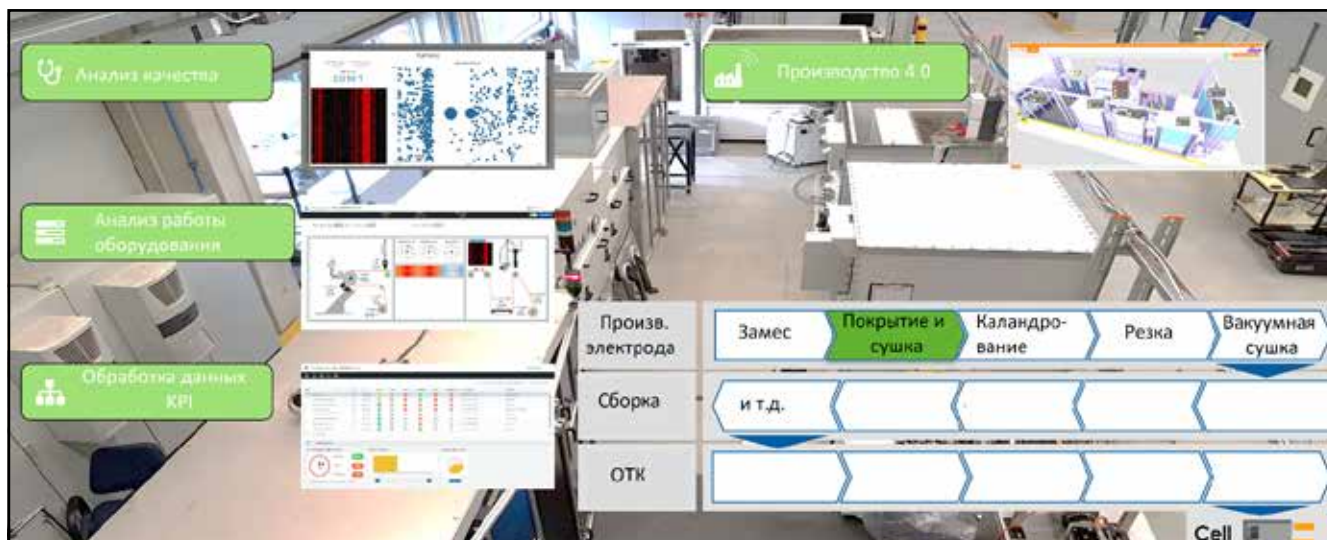 Анализ качества
Производство 4.0
Анализ работы
оборудования
Обработка данных
KPI
Произв.
электрода
Замес
Покрытие и
сушка
Каландро-
вание
Резка
Вакуумная
сушка
Сборка
и т.д.
ОТК
Cell